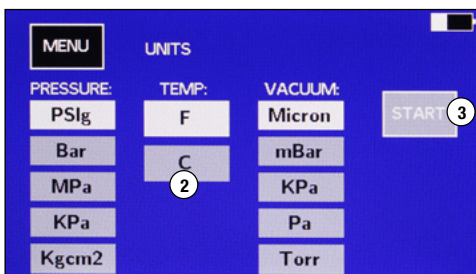 MENU
UNITS
PRESSURE: TEMP: VACUUM:
PSIg F Micron START 3
Bar C mBar
2
MPa KPa
KPa Pa
Kgcm2 Torr